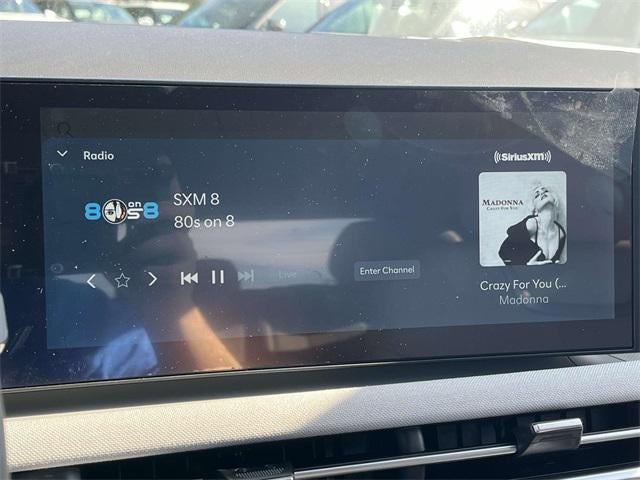 Radio
((SiriusXM))
8 80s on 8
SXM 8
80s on 8
MADONNA
CRAZY FOR YOU
Live
Enter Channel
Crazy For You (...
Madonna